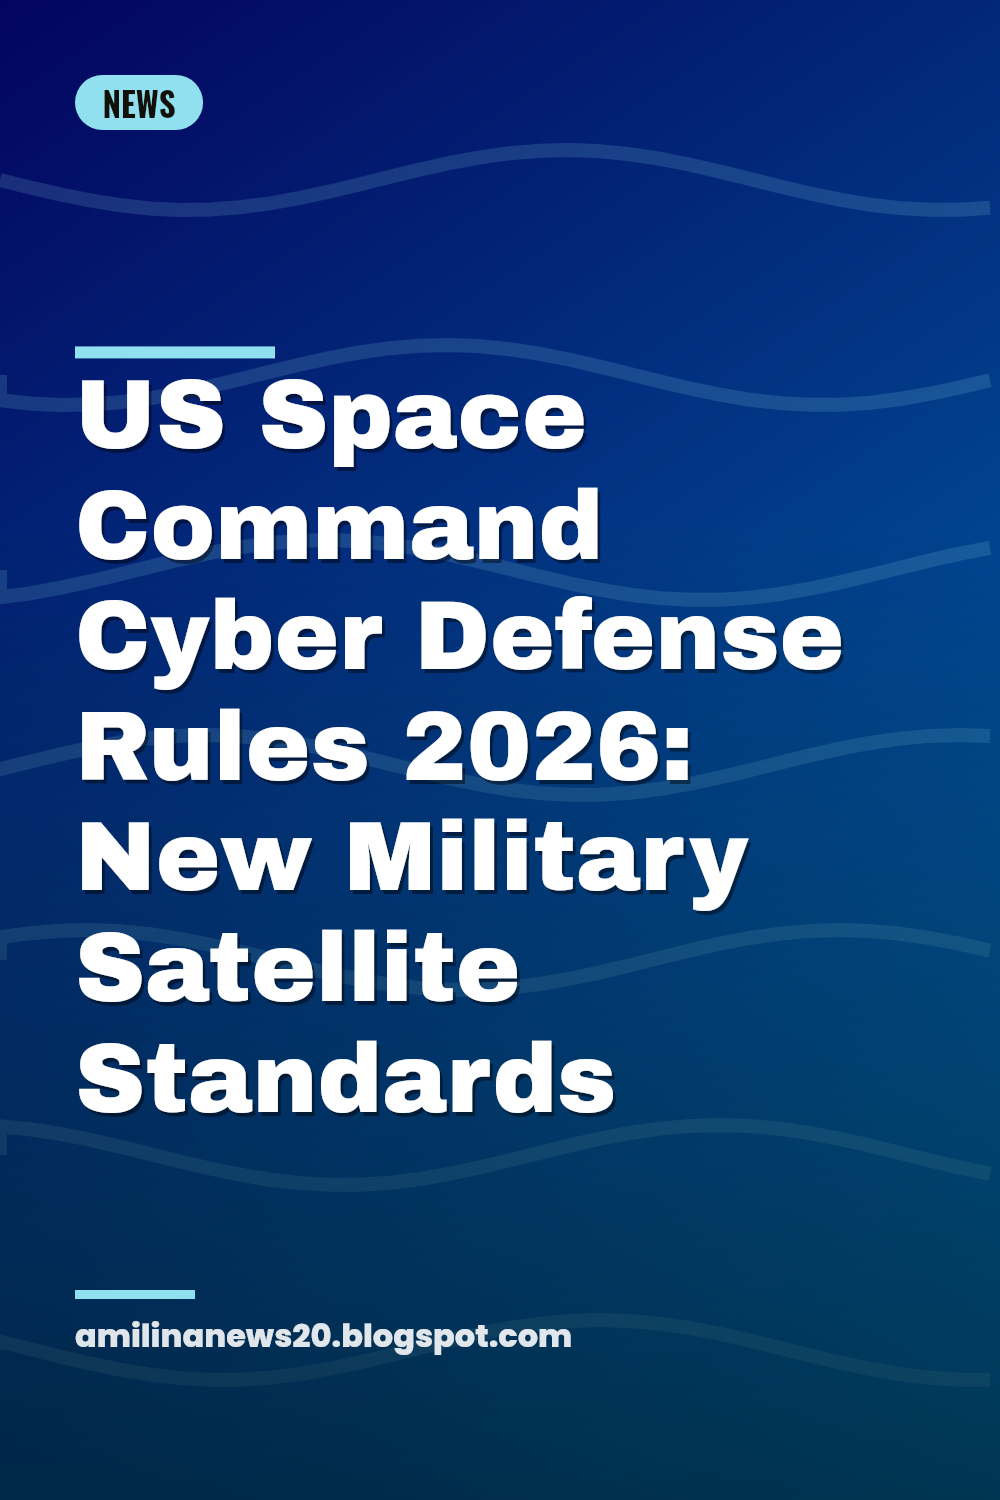 NEWS
US Space
Command
Cyber Defense
Rules 2026:
New Military
Satellite
Standards
amilinanews20.blogspot.com